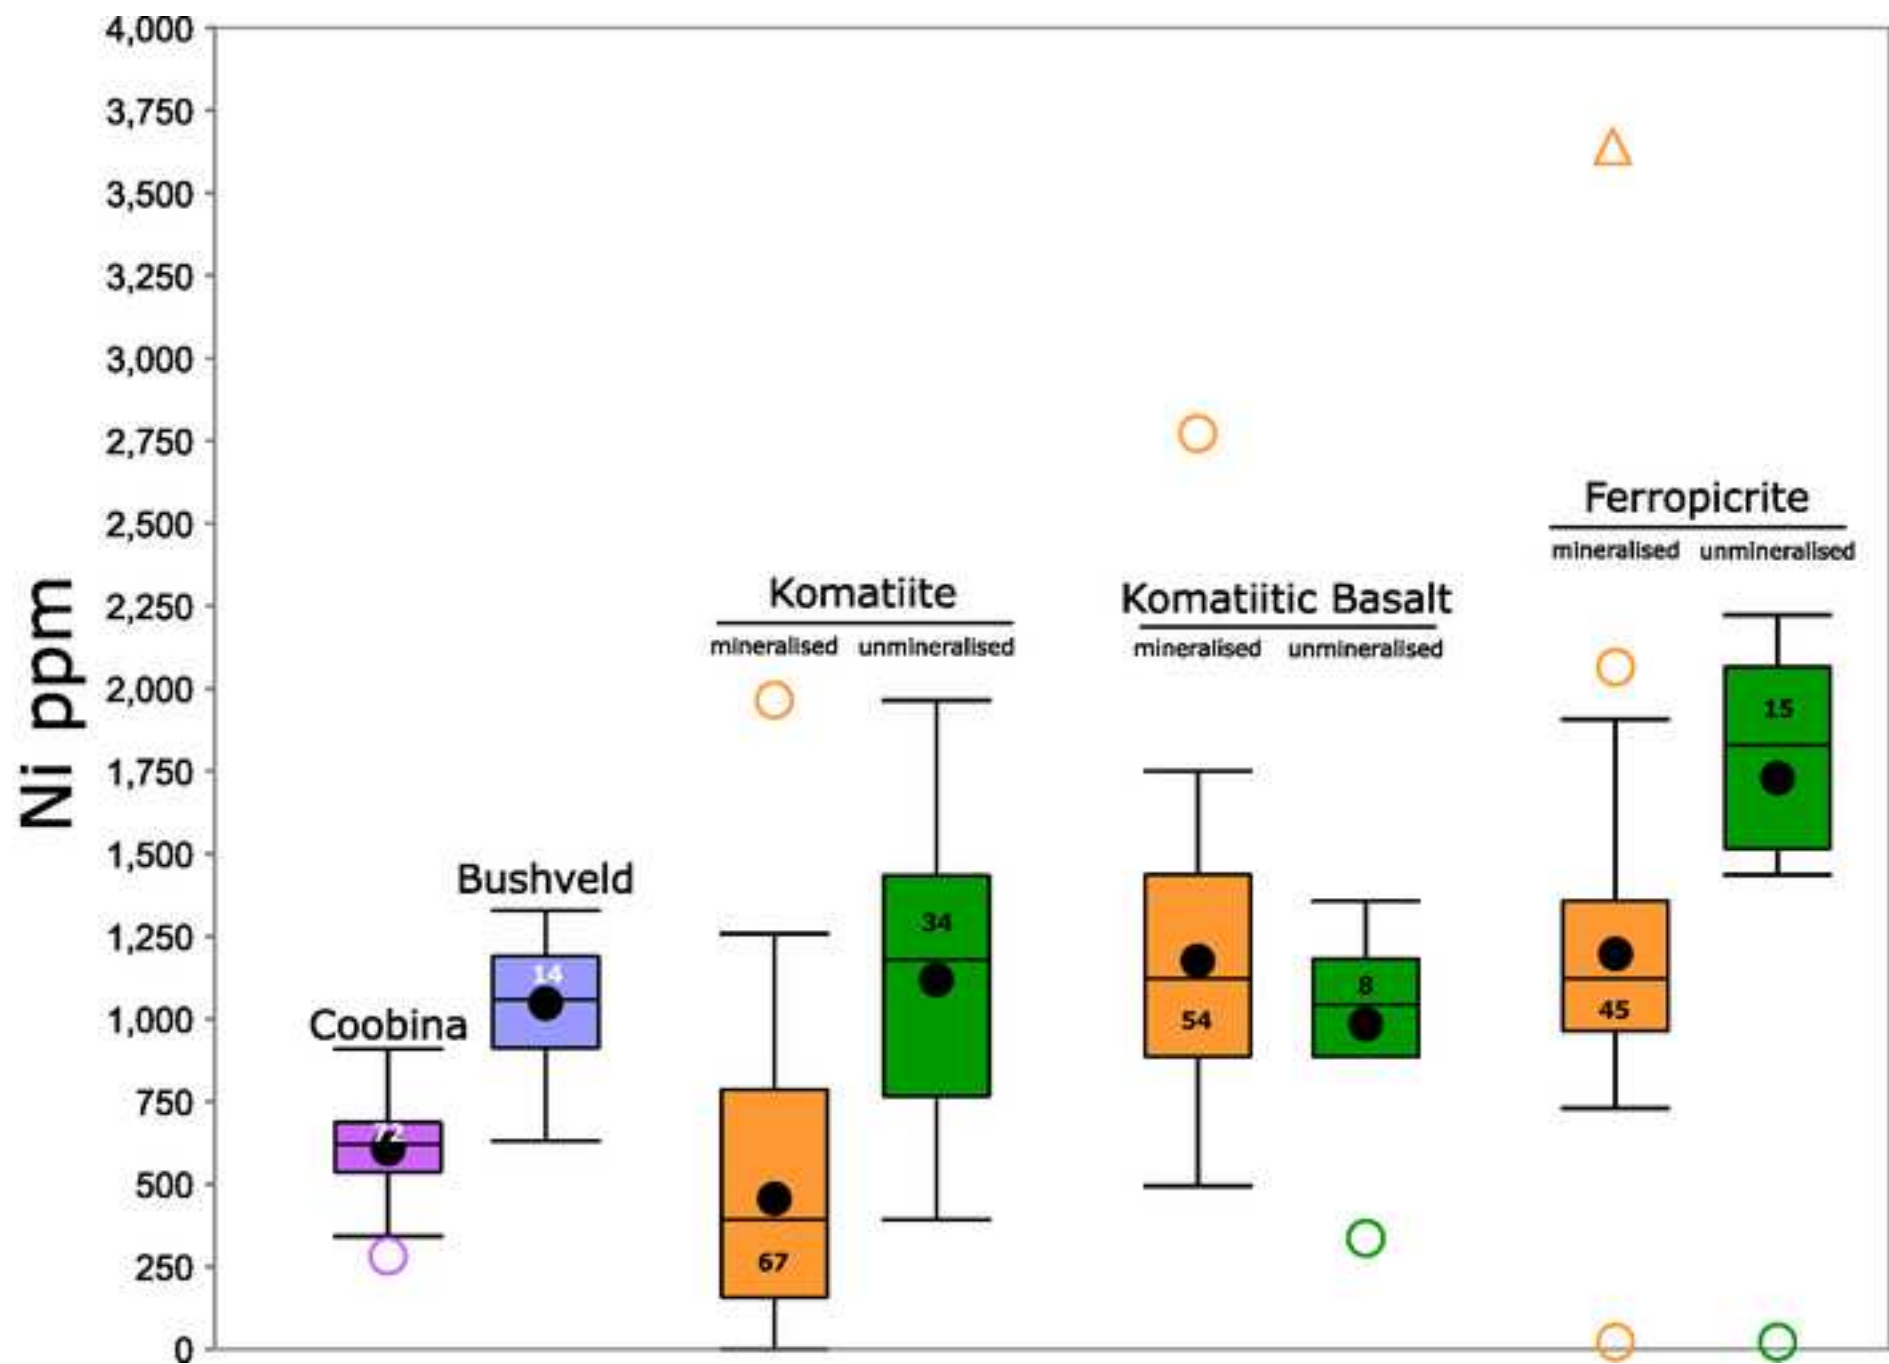 Ni ppm
4,000
3,750
3,500
3,250
3,000
2,750
2,500
2,250
2,000
1,750
1,500
1,250
1,000
750
500
250
0
Coobina
72
Bushveld
14
Komatiite
mineralised unmineralised
67
34
Komatiitic Basalt
mineralised unmineralised
54
8
Ferropicrite
mineralised unmineralised
45
15